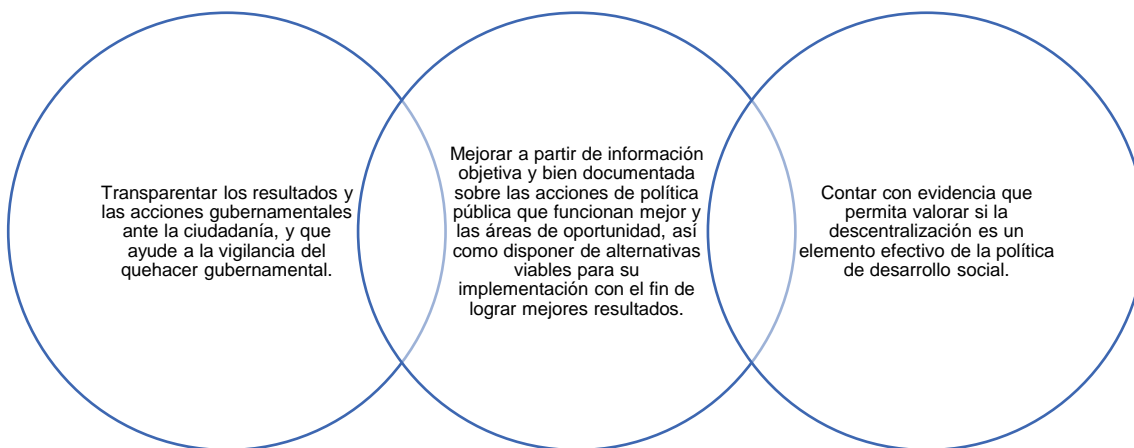 Transparentar los resultados y
las acciones gubernamentales
ante la ciudadanía, y que
ayude a la vigilancia del
quehacer gubernamental.
Mejorar a partir de información
objetiva y bien documentada
sobre las acciones de política
pública que funcionan mejor y
las áreas de oportunidad, así
como disponer de alternativas
viables para su
implementación con el fin de
lograr mejores resultados.
Contar con evidencia que
permita valorar si la
descentralización es un
elemento efectivo de la política
de desarrollo social.